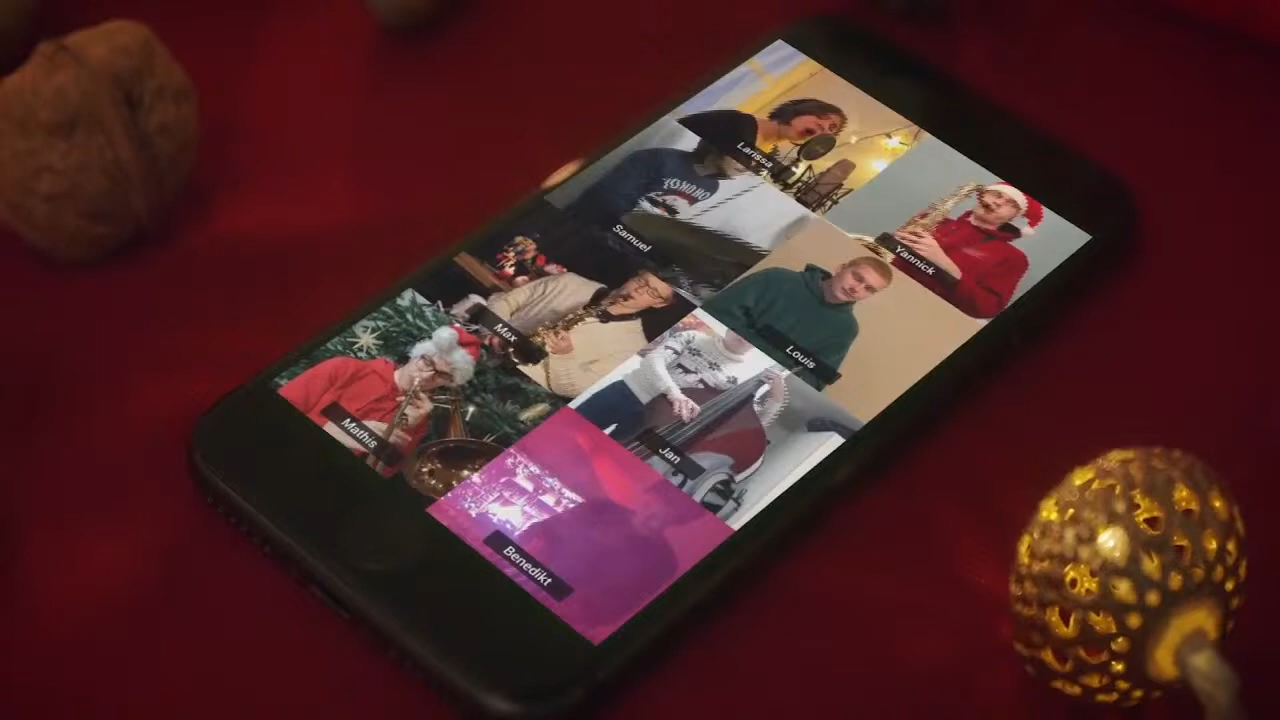 Larissa
Yannick
Samuel
Louis
Max
Jan
Mathis
Benedikt